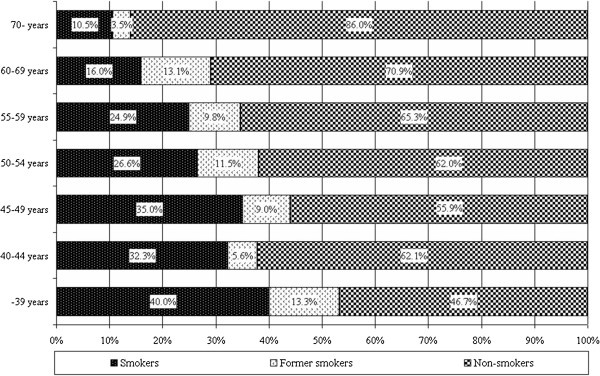 70- years
10.5%
3.5%
86.0%
60-69 years
16.0%
13.1%
70.9%
55-59 years
24.9%
9.8%
65.3%
50-54 years
26.6%
11.5%
62.0%
45-49 years
35.0%
9.0%
55.9%
40-44 years
32.3%
5.6%
62.1%
-39 years
40.0%
13.3%
46.7%
0% 10% 20% 30% 40% 50% 60% 70% 80% 90% 100%
Smokers Former smokers Non-smokers